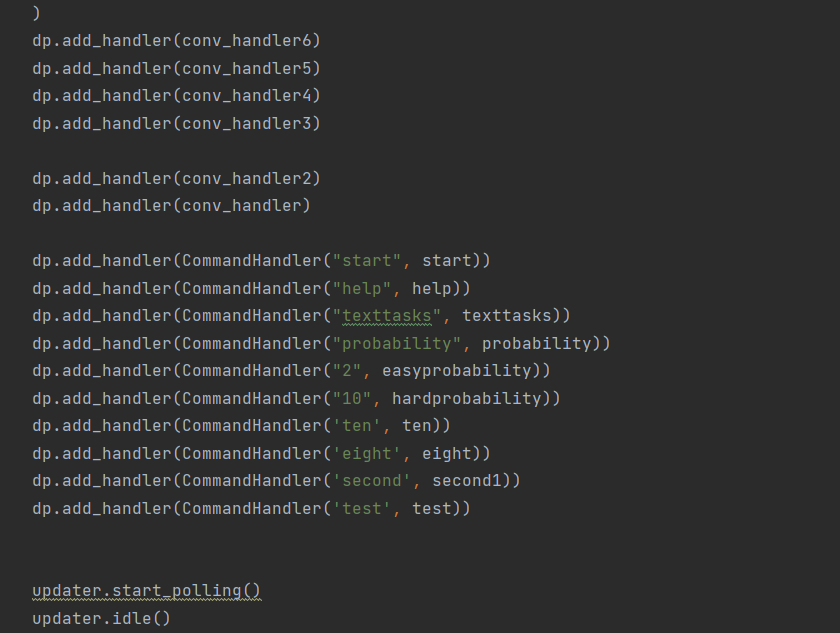 )
dp.add_handler(conv_handler6)
dp.add_handler(conv_handler5)
dp.add_handler(conv_handler4)
dp.add_handler(conv_handler3)
dp.add_handler(conv_handler2)
dp.add_handler(conv_handler)
dp.add_handler(CommandHandler("start", start))
dp.add_handler(CommandHandler("help", help))
dp.add_handler(CommandHandler("texttasks", texttasks))
dp.add_handler(CommandHandler("probability", probability))
dp.add_handler(CommandHandler("2", easyprobability))
dp.add_handler(CommandHandler("10", hardprobability))
dp.add_handler(CommandHandler('ten', ten))
dp.add_handler(CommandHandler('eight', eight))
dp.add_handler(CommandHandler('second', second1))
dp.add_handler(CommandHandler('test', test))
updater.start_polling()
updater.idle()